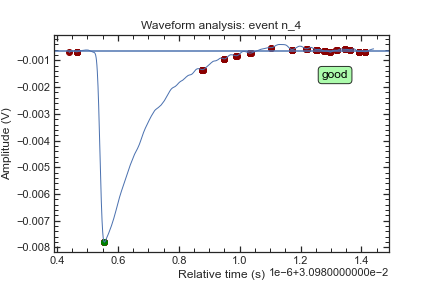 Waveform analysis: event n_4
Amplitude (V)
−0.001
−0.002
−0.003
−0.004
−0.005
−0.006
−0.007
−0.008
good
0.4 0.6 0.8 1.0 1.2 1.4
Relative time (s) 1e−6+3.0980000000e−2